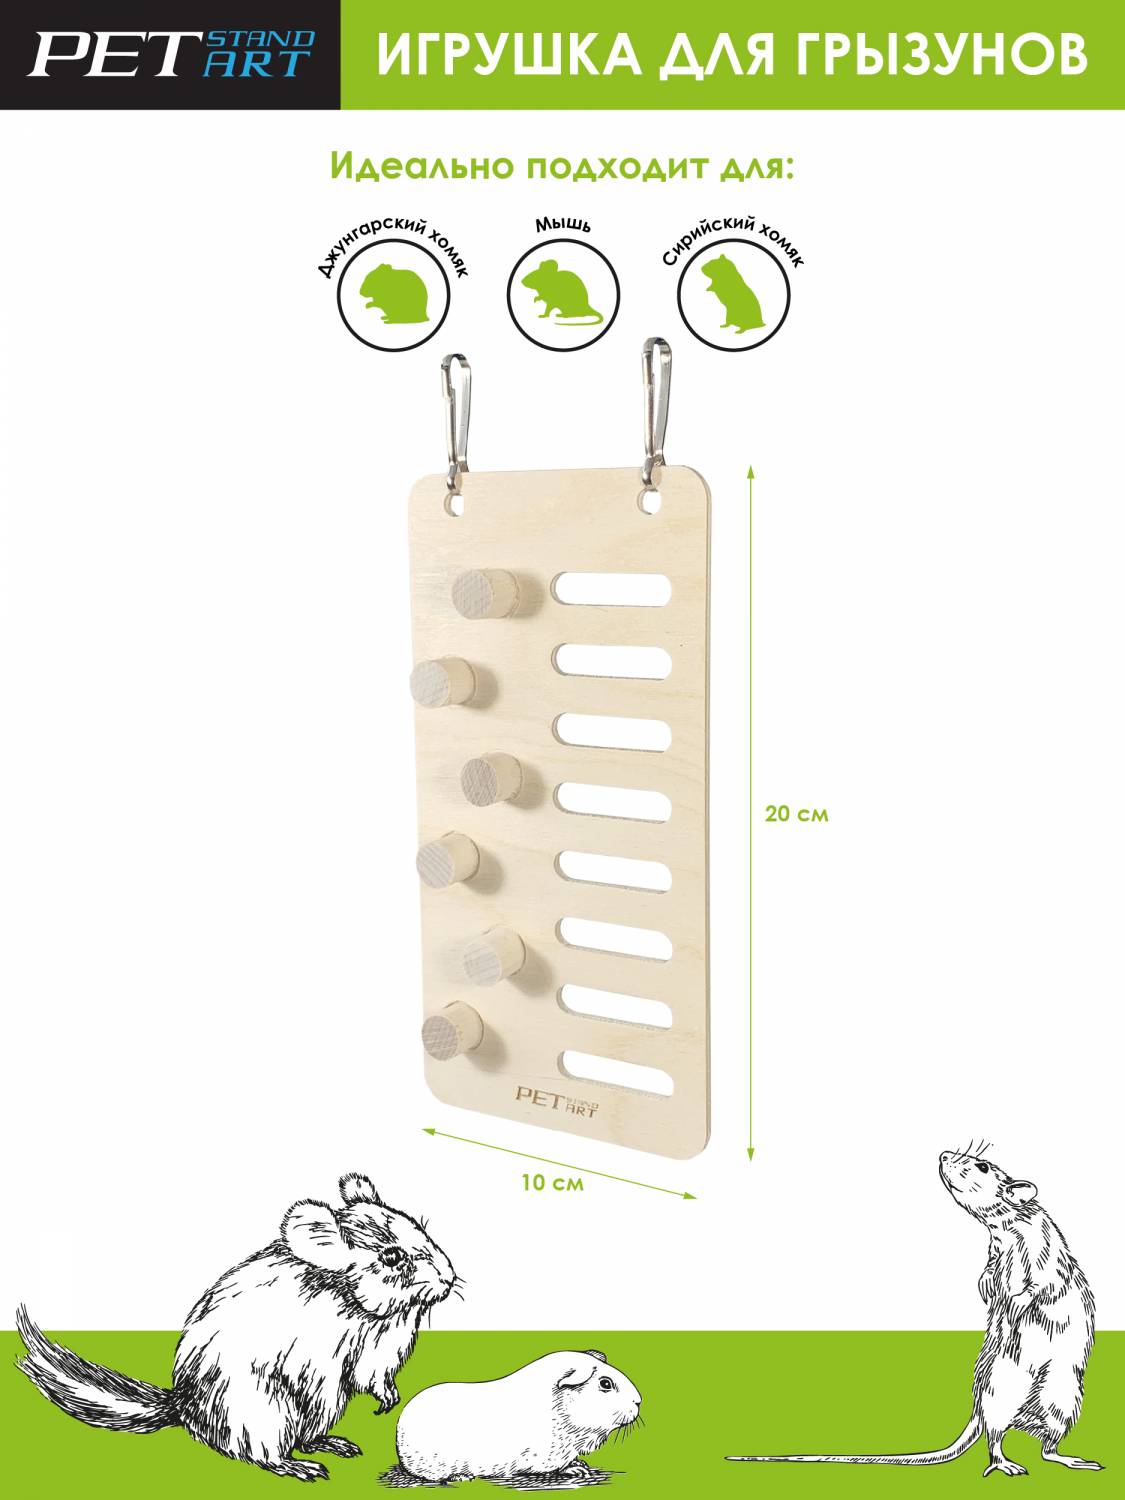 PET STAND ART
ИГРУШКА ДЛЯ ГРЫЗУНОВ
Идеально подходит для:
Джунгарский хомяк
Мышь
Сирийский хомяк
20 см
PET STAND ART
10 см